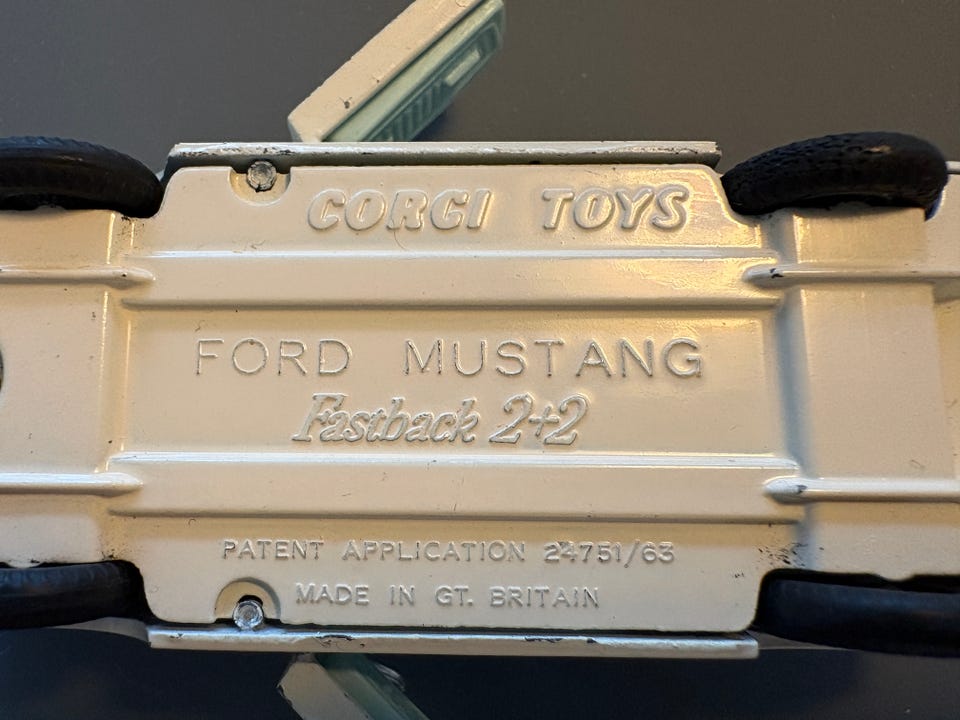 CORGI TOYS
FORD MUSTANG
Fastback 2+2
PATENT APPLICATION 24751/63
MADE IN GT. BRITAIN